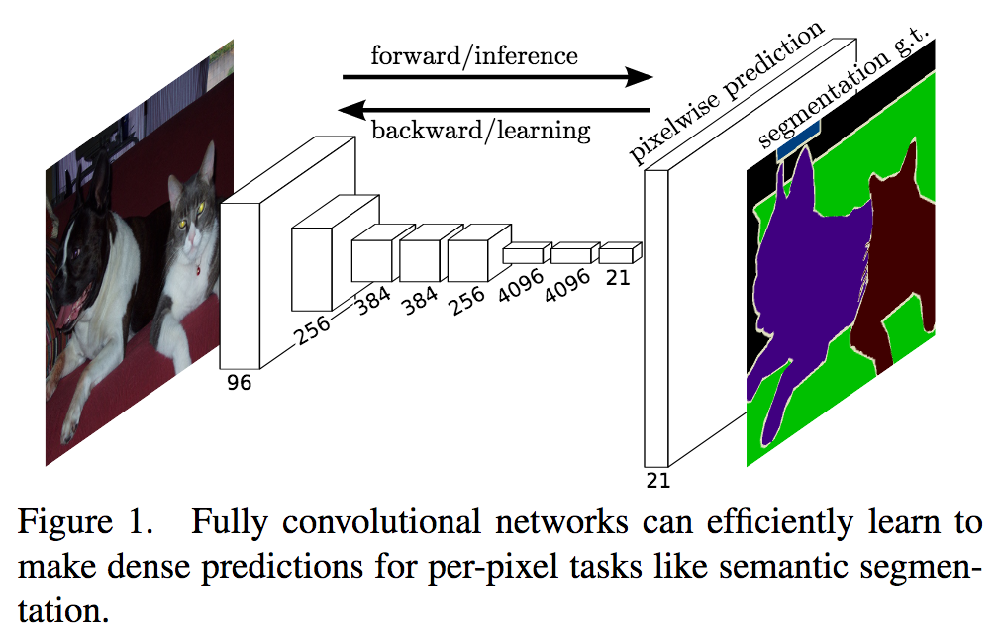 forward/inference
backward/learning
pixelwise prediction
segmentation g.t.
96
256
384
384
256
4096
4096
21
21
Figure 1. Fully convolutional networks can efficiently learn to
make dense predictions for per-pixel tasks like semantic segmen-
tation.